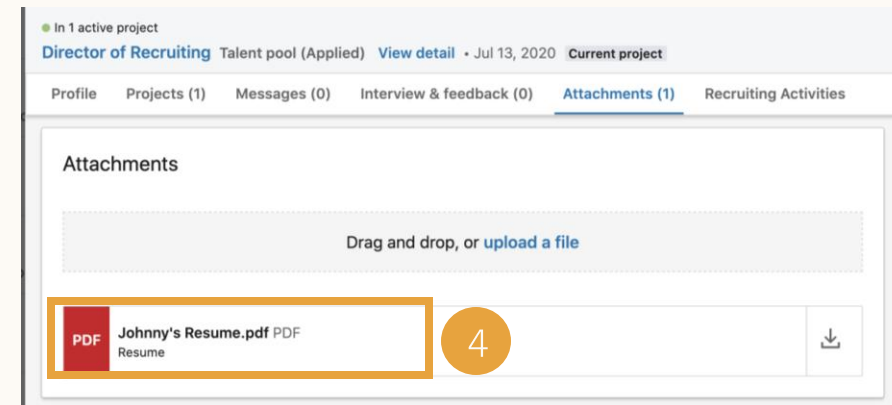 In 1 active project
Director of Recruiting Talent pool (Applied) View detail • Jul 13, 2020 Current project
Profile Projects (1) Messages (0) Interview & feedback (0) Attachments (1) Recruiting Activities
Attachments
Drag and drop, or upload a file
PDF Johnny's Resume.pdf PDF
Resume
4